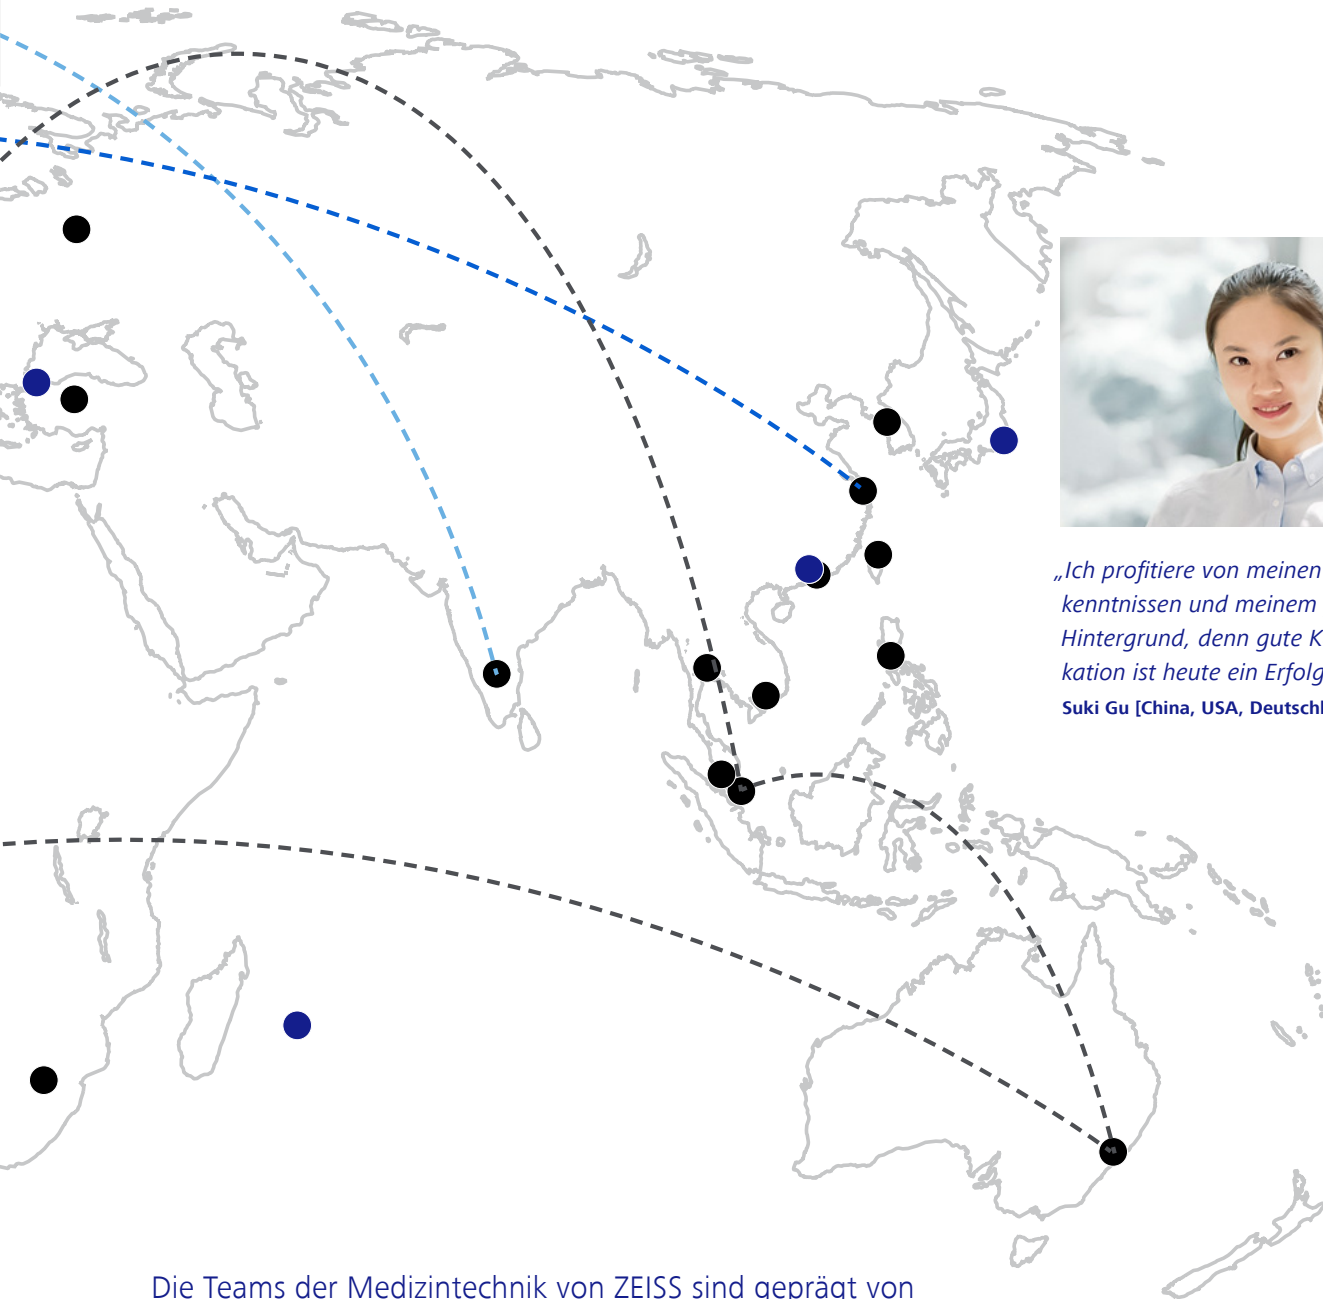 „Ich profitiere von meinen
kenntnissen und meinem
Hintergrund, denn gute K
kation ist heute ein Erfolg
Suki Gu [China, USA, Deutschl
Die Teams der Medizintechnik von ZEISS sind geprägt von